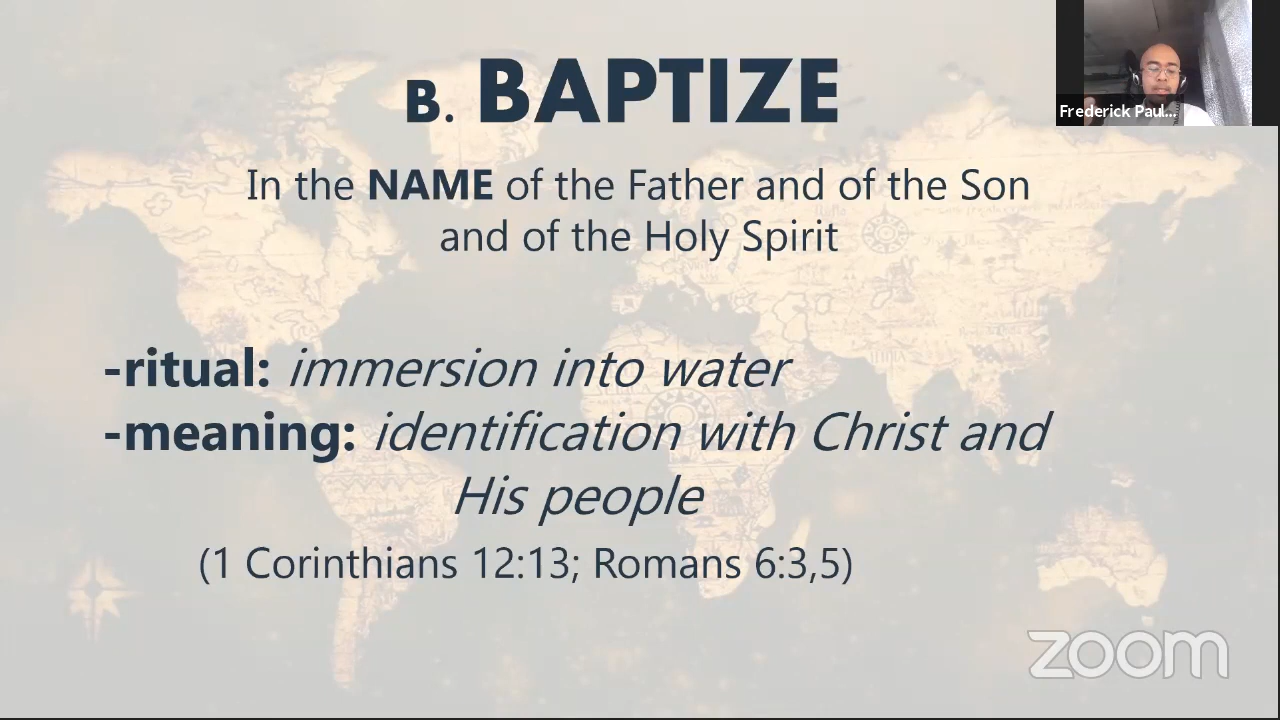 B. BAPTIZE
Frederick Paul...
In the NAME of the Father and of the Son
and of the Holy Spirit
-ritual: immersion into water
-meaning: identification with Christ and
His people
(1 Corinthians 12:13; Romans 6:3,5)
zoom